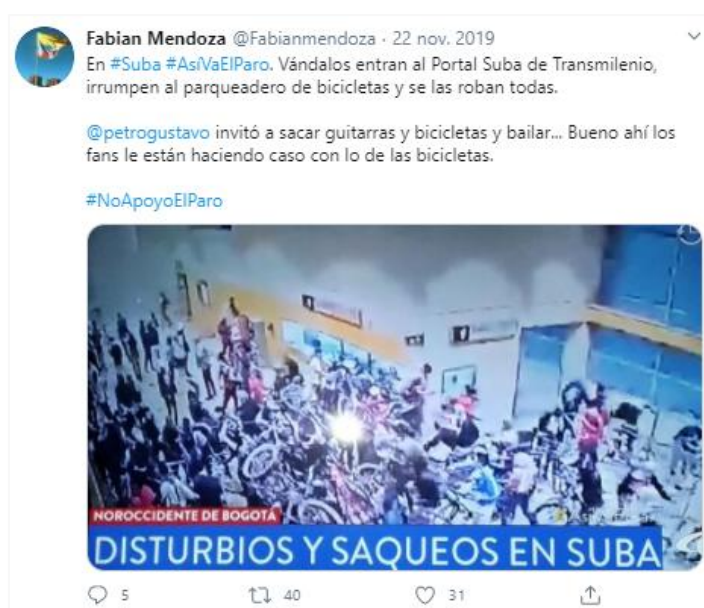 Fabian Mendoza @Fabianmendoza · 22 nov. 2019
En #Suba #AsíVaElParo. Vándalos entran al Portal Suba de Transmilenio,
irrumpen al parqueadero de bicicletas y se las roban todas.
@petrogustavo invitó a sacar guitarras y bicicletas y bailar... Bueno ahí los
fans le están haciendo caso con lo de las bicicletas.
#NoApoyoElParo
NOROCCIDENTE DE BOGOTÁ
DISTURBIOS Y SAQUEOS EN SUBA
5 40 31